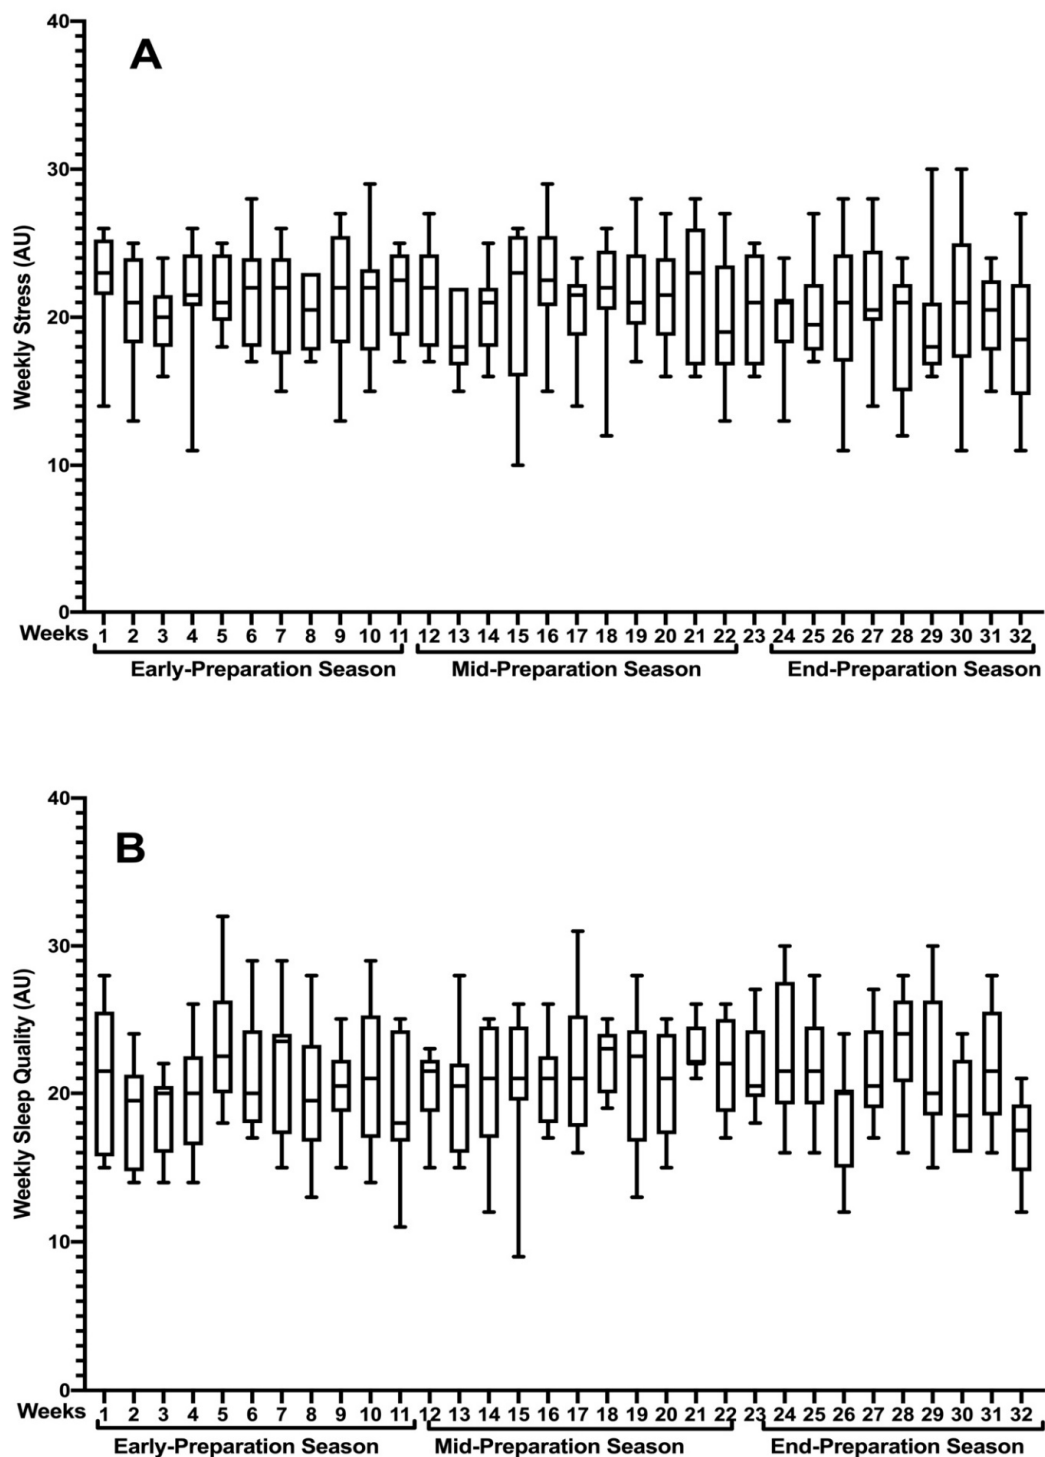 A
Weekly Stress (AU)
40
30
20
10
0
Weeks 1 2 3 4 5 6 7 8 9 10 11 12 13 14 15 16 17 18 19 20 21 22 23 24 25 26 27 28 29 30 31 32
Early-Preparation Season Mid-Preparation Season End-Preparation Season
B
Weekly Sleep Quality (AU)
40
30
20
10
0
Weeks 1 2 3 4 5 6 7 8 9 10 11 12 13 14 15 16 17 18 19 20 21 22 23 24 25 26 27 28 29 30 31 32
Early-Preparation Season Mid-Preparation Season End-Preparation Season